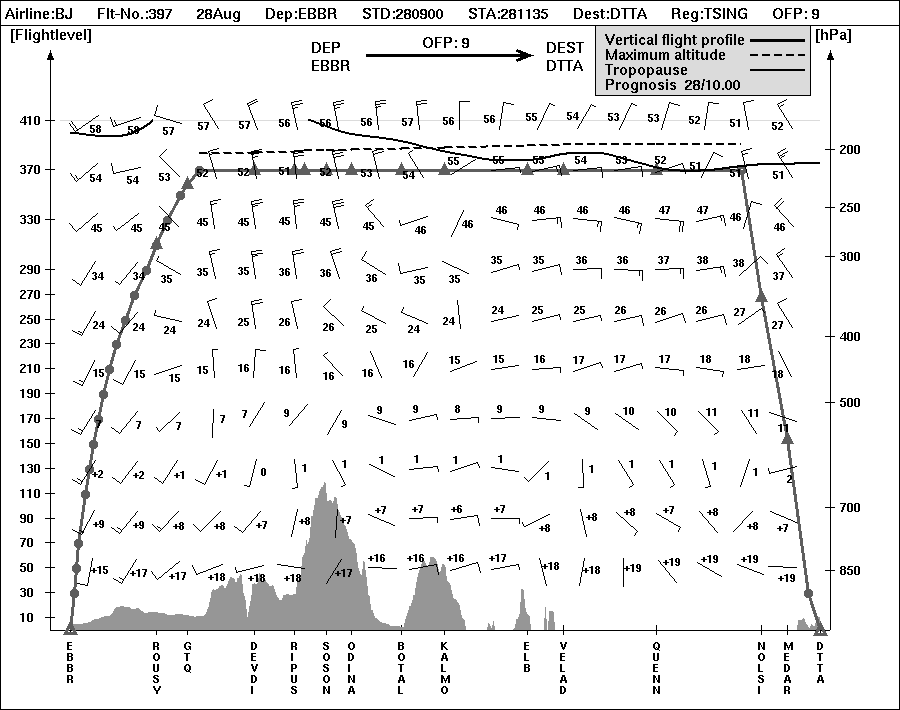 Airline:BJ Flt-No.:397 28Aug Dep:EBBR STD:280900 STA:281135 Dest:DTTA Reg:TSING OFP: 9
[Flightlevel] [hPa]
DEP OFP: 9 DEST
EBBR DTTA
Vertical flight profile
Maximum altitude
Tropopause
Prognosis 28/10.00
410 58 59 57 57 57 56 56 56 57 56 56 55 54 53 53 52 51 52
200
370 54 54 53 52 52 51 52 53 54 55 55 55 54 53 52 51 51 51
250
330 45 45 45 45 45 45 45 45 46 46 46 46 46 46 47 47 46 46
300
290 34 34 35 35 36 36 36 36 35 35 35 35 36 36 37 38 38 37
270
250 24 24 24 24 25 26 26 25 24 24 24 25 25 26 26 26 27 27
400
230
210 15 15 15 15 16 16 16 16 16 15 15 16 17 17 17 18 18 18
190
500
170 7 7 7 7 7 9 9 9 9 8 9 9 9 10 10 11 11 11
150
130 +2 +2 +1 +1 0 1 1 1 1 1 1 1 1 1 1 1 1 2
110
700
90 +9 +9 +8 +8 +7 +8 +7 +7 +7 +6 +7 +8 +8 +8 +7 +8 +8 +7
70
850
50 +15 +17 +17 +18 +18 +18 +17 +16 +16 +16 +17 +18 +18 +18 +19 +19 +19 +19
30
10
EBBR ROUSY GTQ DEVDI RIPUS SOSON ODINA BOTAL KALMO ELB VELAD QUENN NOLSI MEDAR DTTA